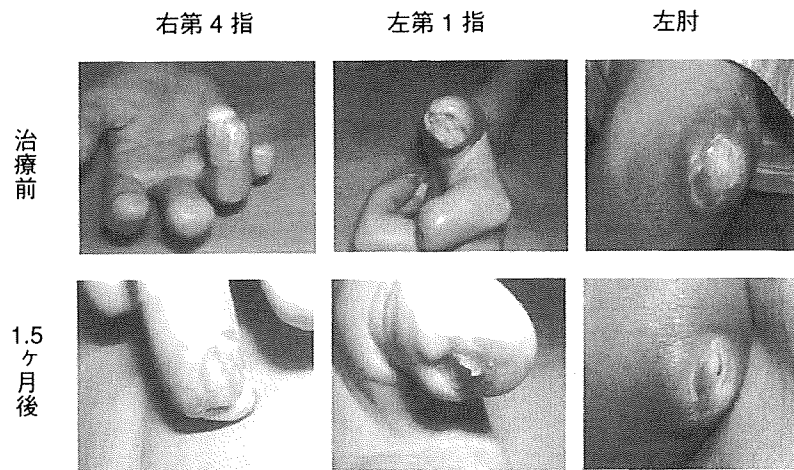 右第 4 指
左第 1 指
左肘
治療前
1.5ヶ月後